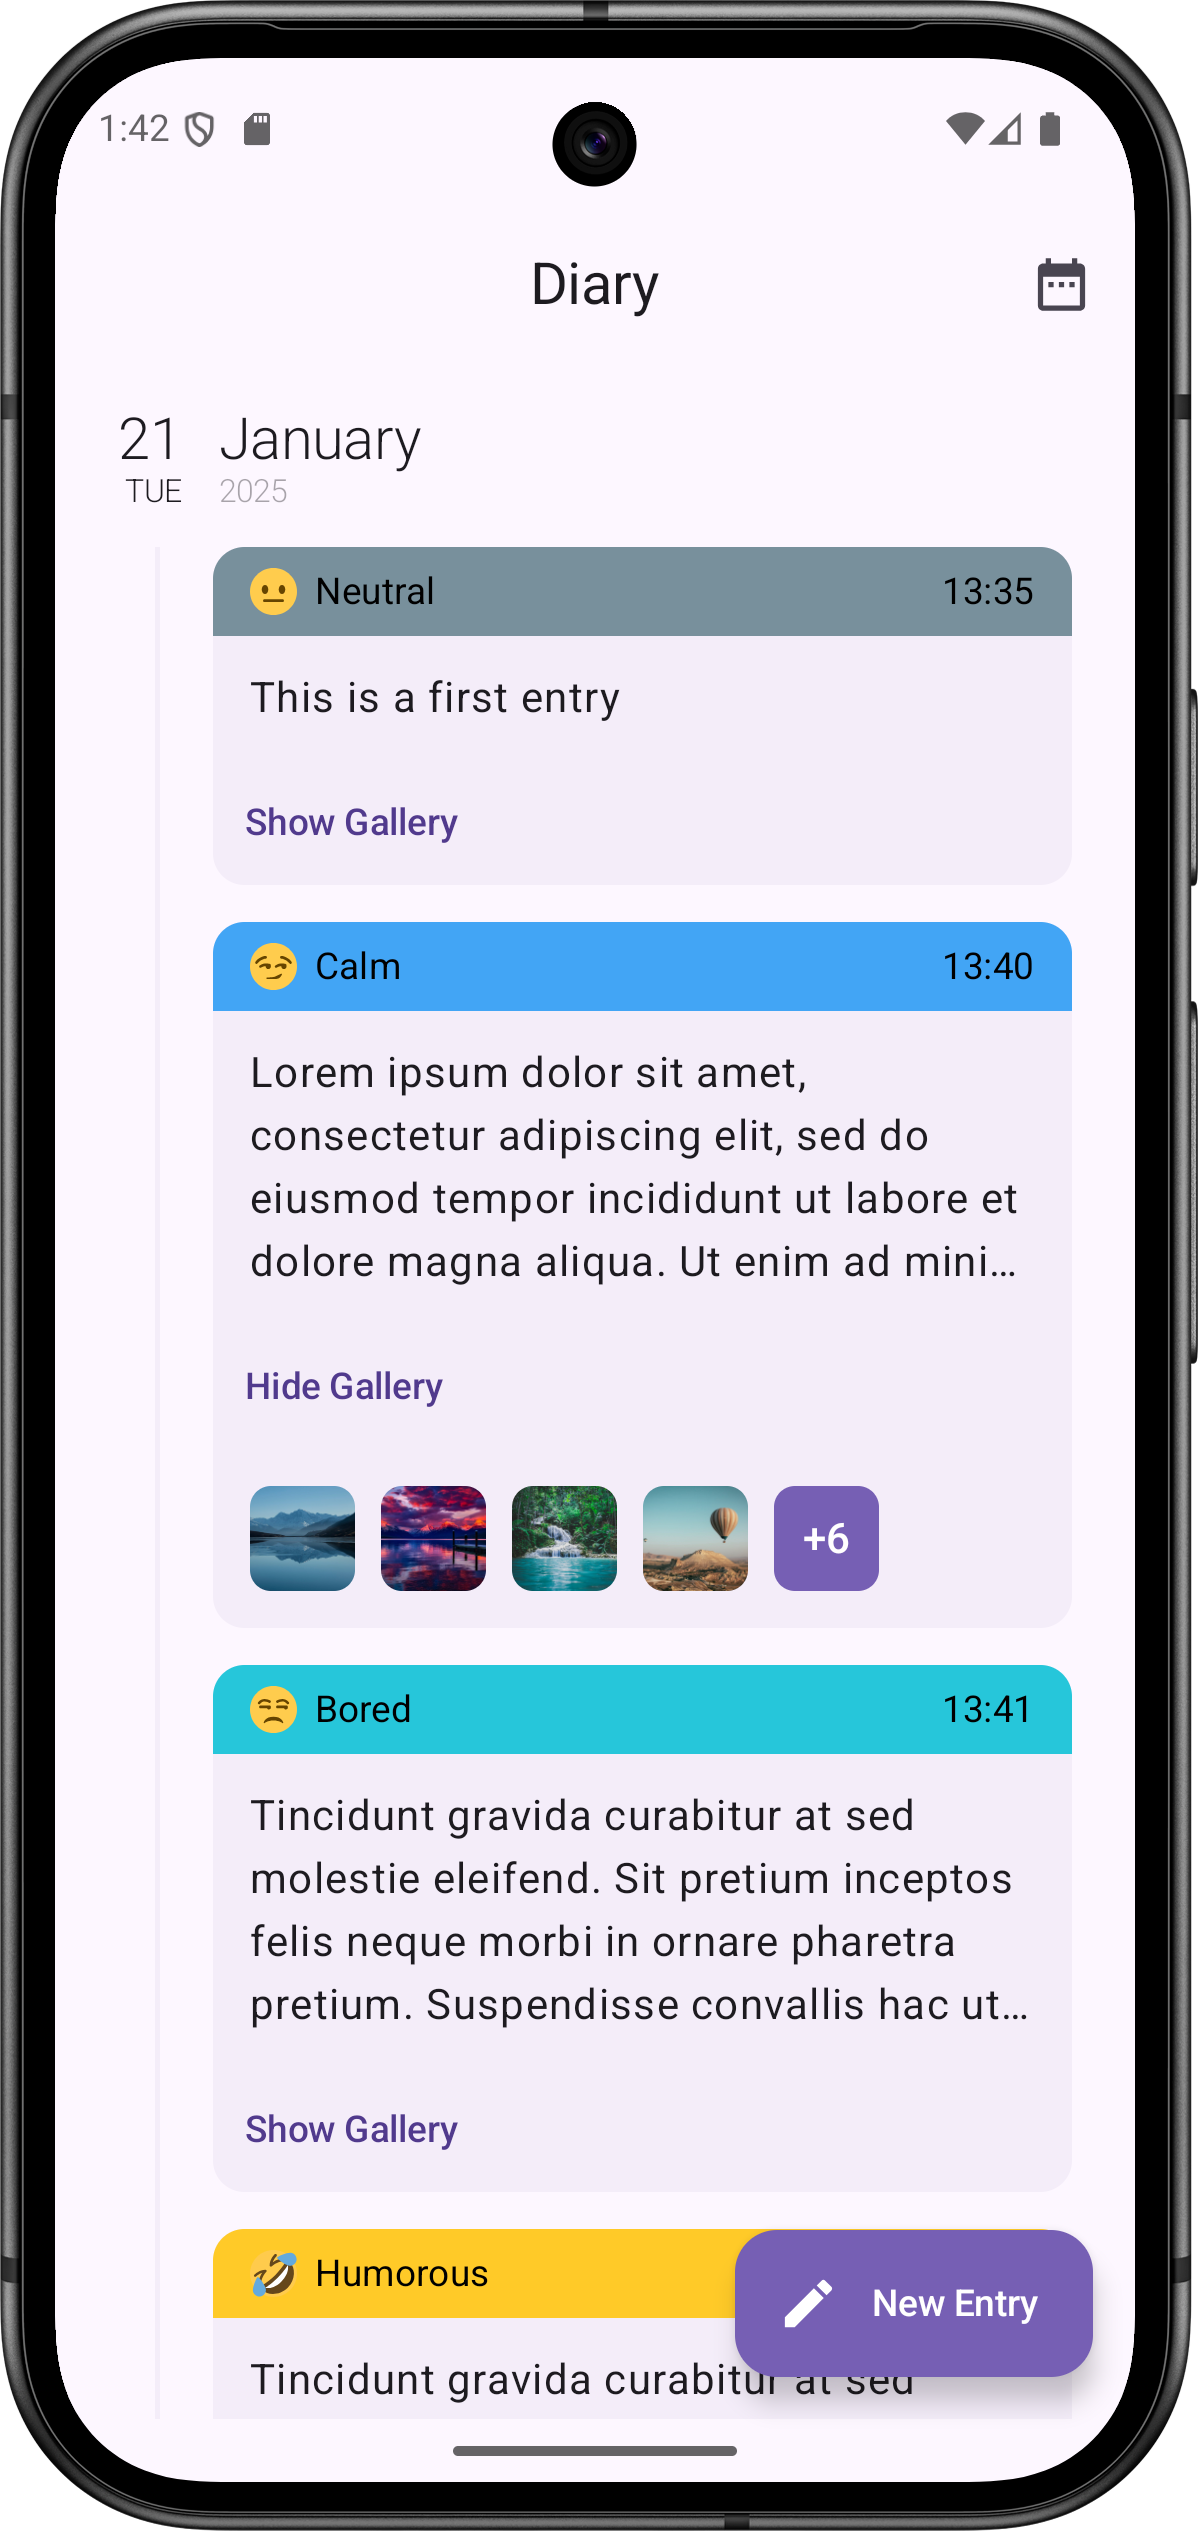 1:42
Diary
21 January
TUE 2025
Neutral 13:35
This is a first entry
Show Gallery
Calm 13:40
Lorem ipsum dolor sit amet,
consectetur adipiscing elit, sed do
eiusmod tempor incididunt ut labore et
dolore magna aliqua. Ut enim ad mini…
Hide Gallery
+6
Bored 13:41
Tincidunt gravida curabitur at sed
molestie eleifend. Sit pretium inceptos
felis neque morbi in ornare pharetra
pretium. Suspendisse convallis hac ut…
Show Gallery
Humorous
New Entry
Tincidunt gravida curabitur at sed